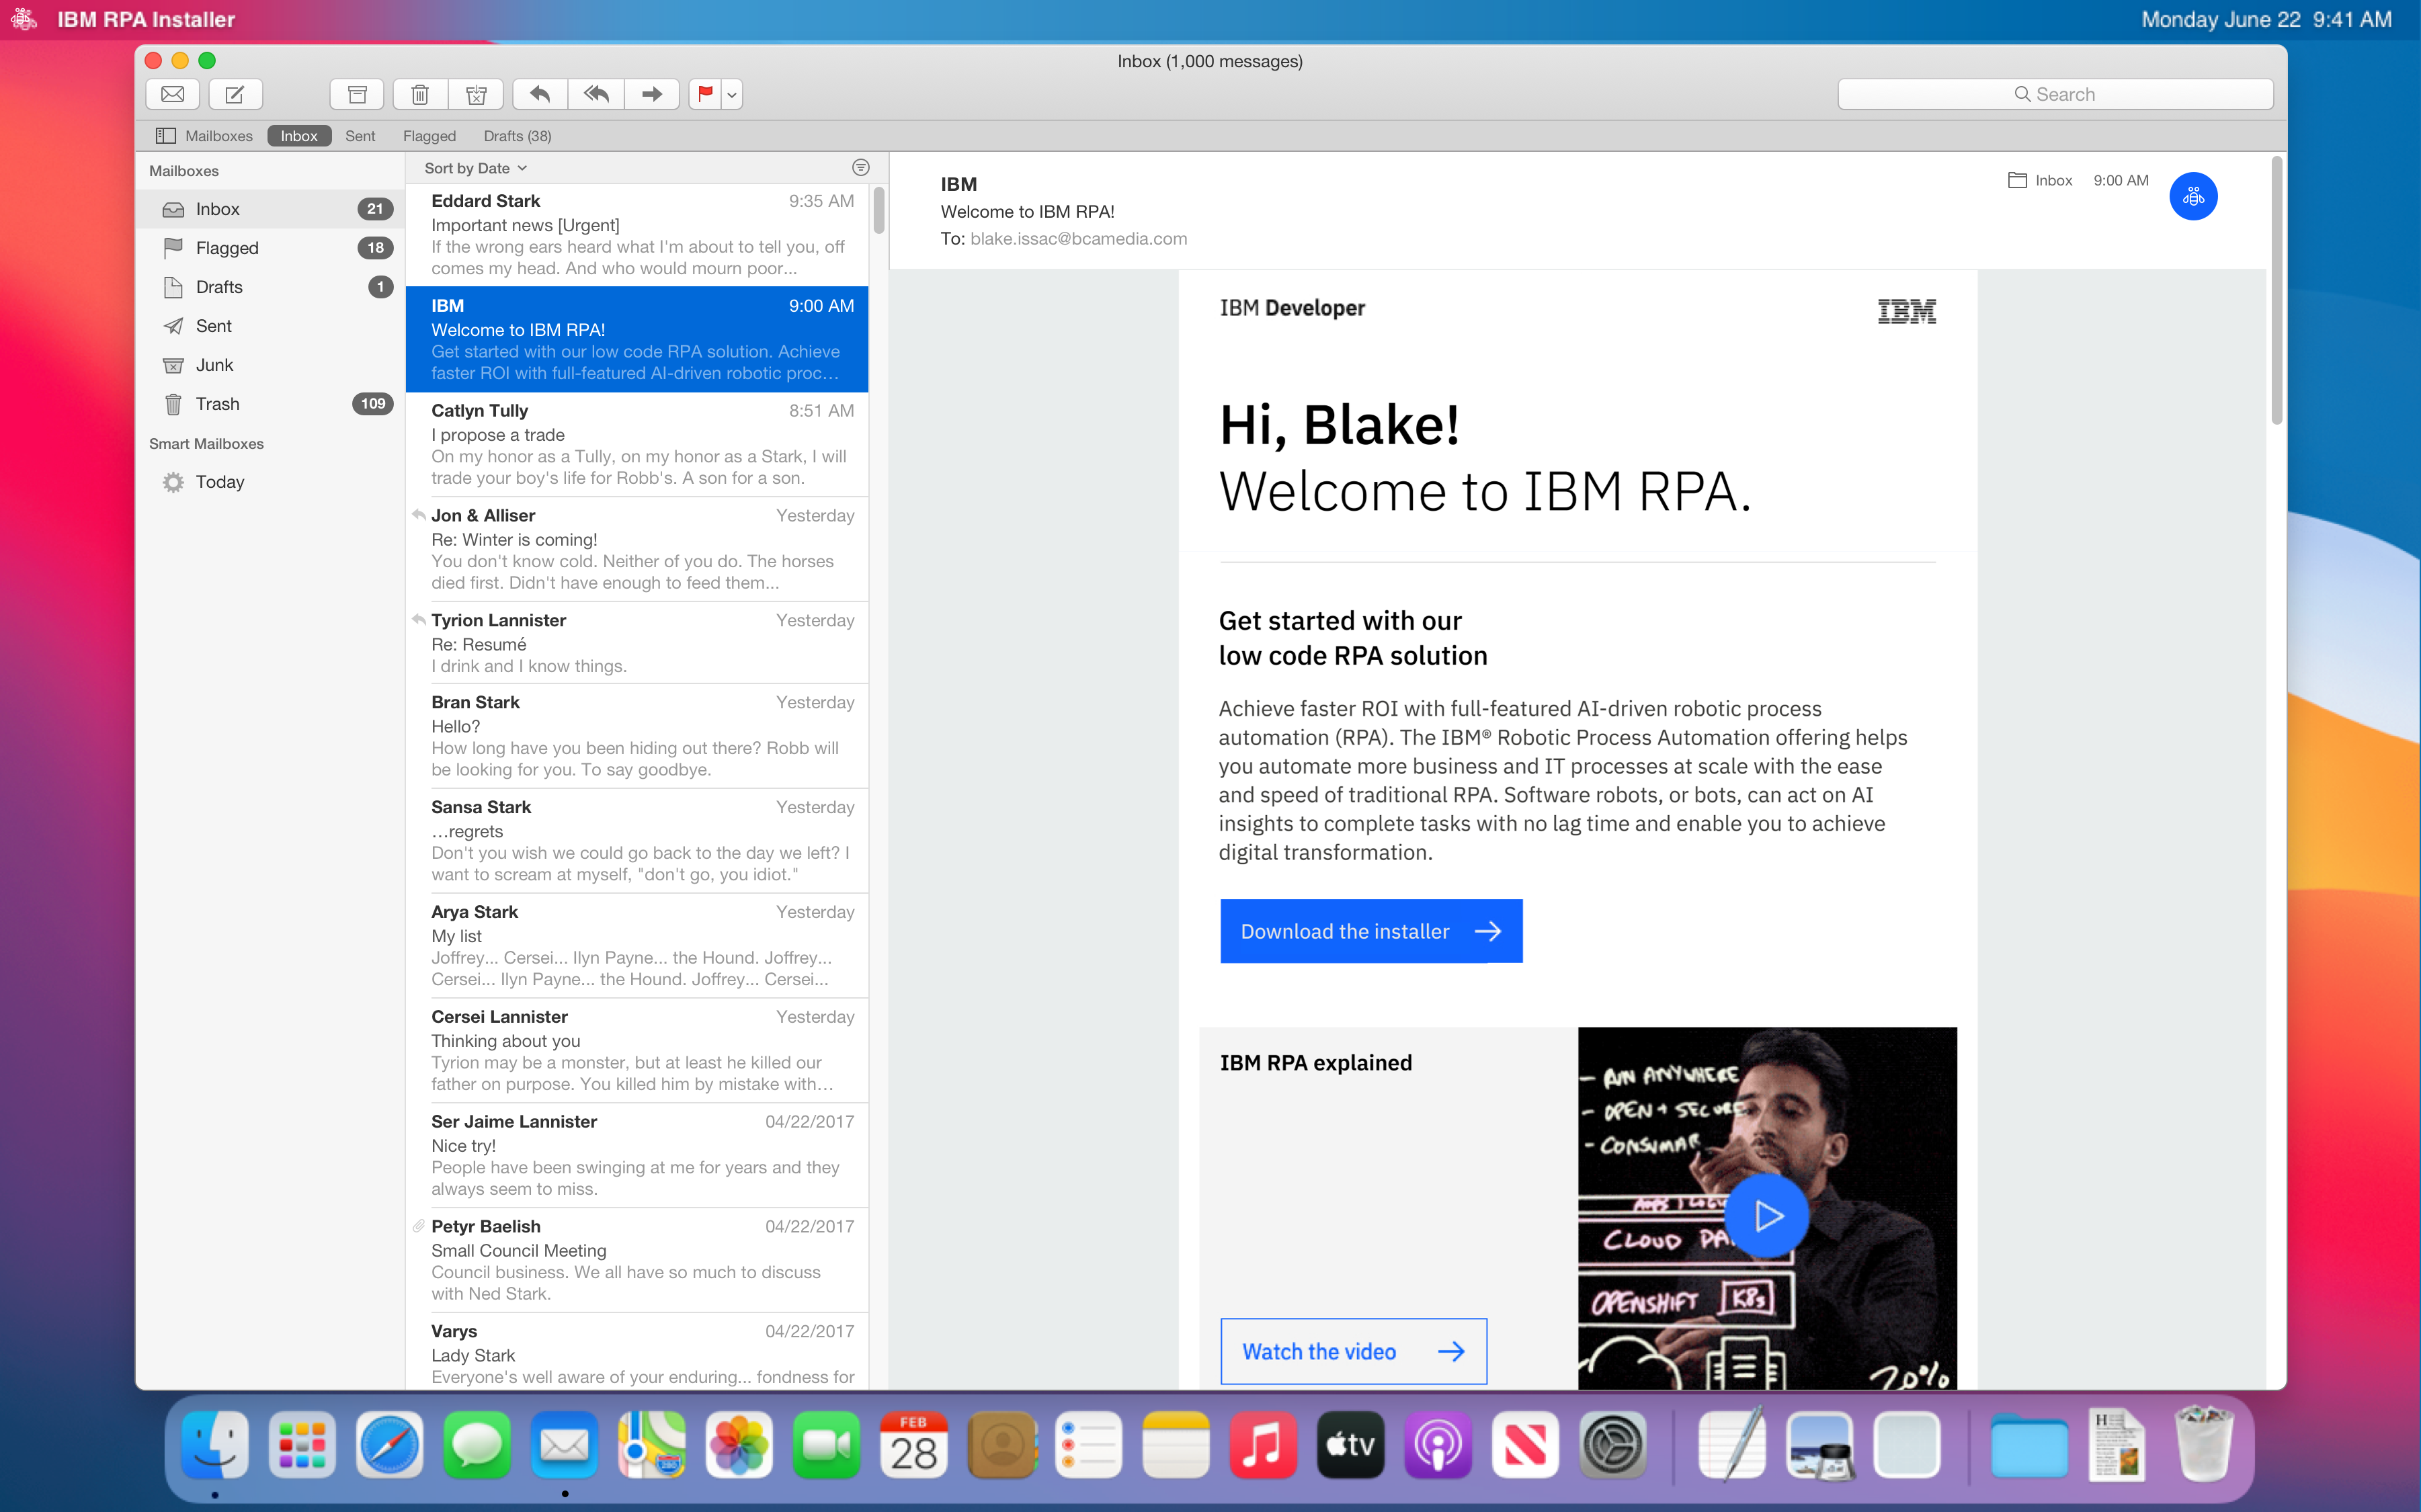 IBM RPA Installer
Monday June 22 9:41 AM
Inbox (1,000 messages)
Search
Mailboxes
Inbox
Sent
Flagged
Drafts (38)
Mailboxes
Inbox 21
Flagged 18
Drafts 1
Sent
Junk
Trash 109
Smart Mailboxes
Today
Sort by Date
Eddard Stark 9:35 AM
Important news [Urgent]
If the wrong ears heard what I'm about to tell you, off
comes my head. And who would mourn poor...
IBM 9:00 AM
Welcome to IBM RPA!
Get started with our low code RPA solution. Achieve
faster ROI with full-featured AI-driven robotic proc…
Catlyn Tully 8:51 AM
I propose a trade
On my honor as a Tully, on my honor as a Stark, I will
trade your boy's life for Robb's. A son for a son.
Jon & Alliser Yesterday
Re: Winter is coming!
You don't know cold. Neither of you do. The horses
died first. Didn't have enough to feed them...
Tyrion Lannister Yesterday
Re: Resumé
I drink and I know things.
Bran Stark Yesterday
Hello?
How long have you been hiding out there? Robb will
be looking for you. To say goodbye.
Sansa Stark Yesterday
…regrets
Don't you wish we could go back to the day we left? I
want to scream at myself, "don't go, you idiot."
Arya Stark Yesterday
My list
Joffrey... Cersei... Ilyn Payne... the Hound. Joffrey...
Cersei... Ilyn Payne... the Hound. Joffrey... Cersei...
Cersei Lannister Yesterday
Thinking about you
Tyrion may be a monster, but at least he killed our
father on purpose. You killed him by mistake with…
Ser Jaime Lannister 04/22/2017
Nice try!
People have been swinging at me for years and they
always seem to miss.
Petyr Baelish 04/22/2017
Small Council Meeting
Council business. We all have so much to discuss
with Ned Stark.
Varys 04/22/2017
Lady Stark
Everyone's well aware of your enduring... fondness for
IBM
Inbox 9:00 AM
Welcome to IBM RPA!
To: blake.issac@bcamedia.com
IBM Developer
IBM
Hi, Blake!
Welcome to IBM RPA.
Get started with our
low code RPA solution
Achieve faster ROI with full-featured AI-driven robotic process
automation (RPA). The IBM® Robotic Process Automation offering helps
you automate more business and IT processes at scale with the ease
and speed of traditional RPA. Software robots, or bots, can act on AI
insights to complete tasks with no lag time and enable you to achieve
digital transformation.
Download the installer
IBM RPA explained
- RUN ANYWHERE
- OPEN + SECURE
- CONSUMAB
CLOUD PA
OPENSHIFT K8s
20%
Watch the video
FEB
28
tv
280